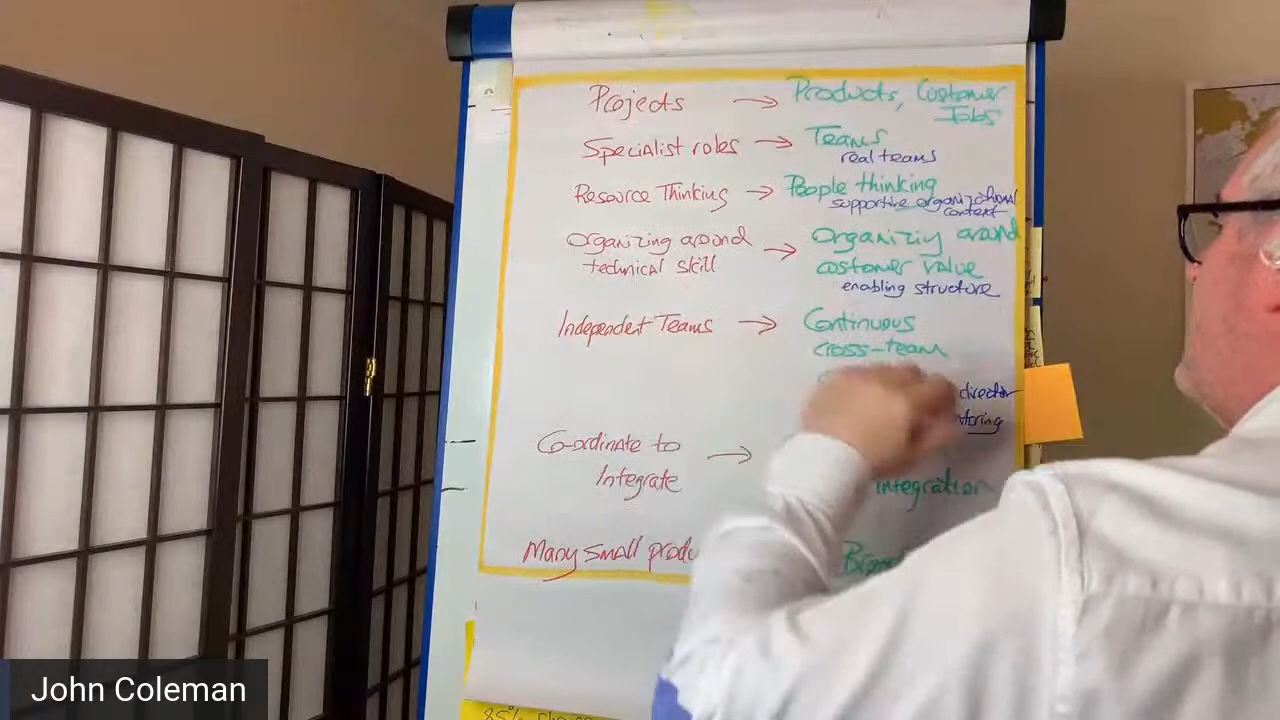 Projects → Products, Customer
Jobs
Specialist roles → Teams
real teams
Resource Thinking → People thinking
supportive organizational
context
Organizing around → Organizing around
technical skill customer value
enabling structure
Independent Teams → Continuous
cross-team
director
Co-ordinate to →
Integrate integration
Many small
John Coleman